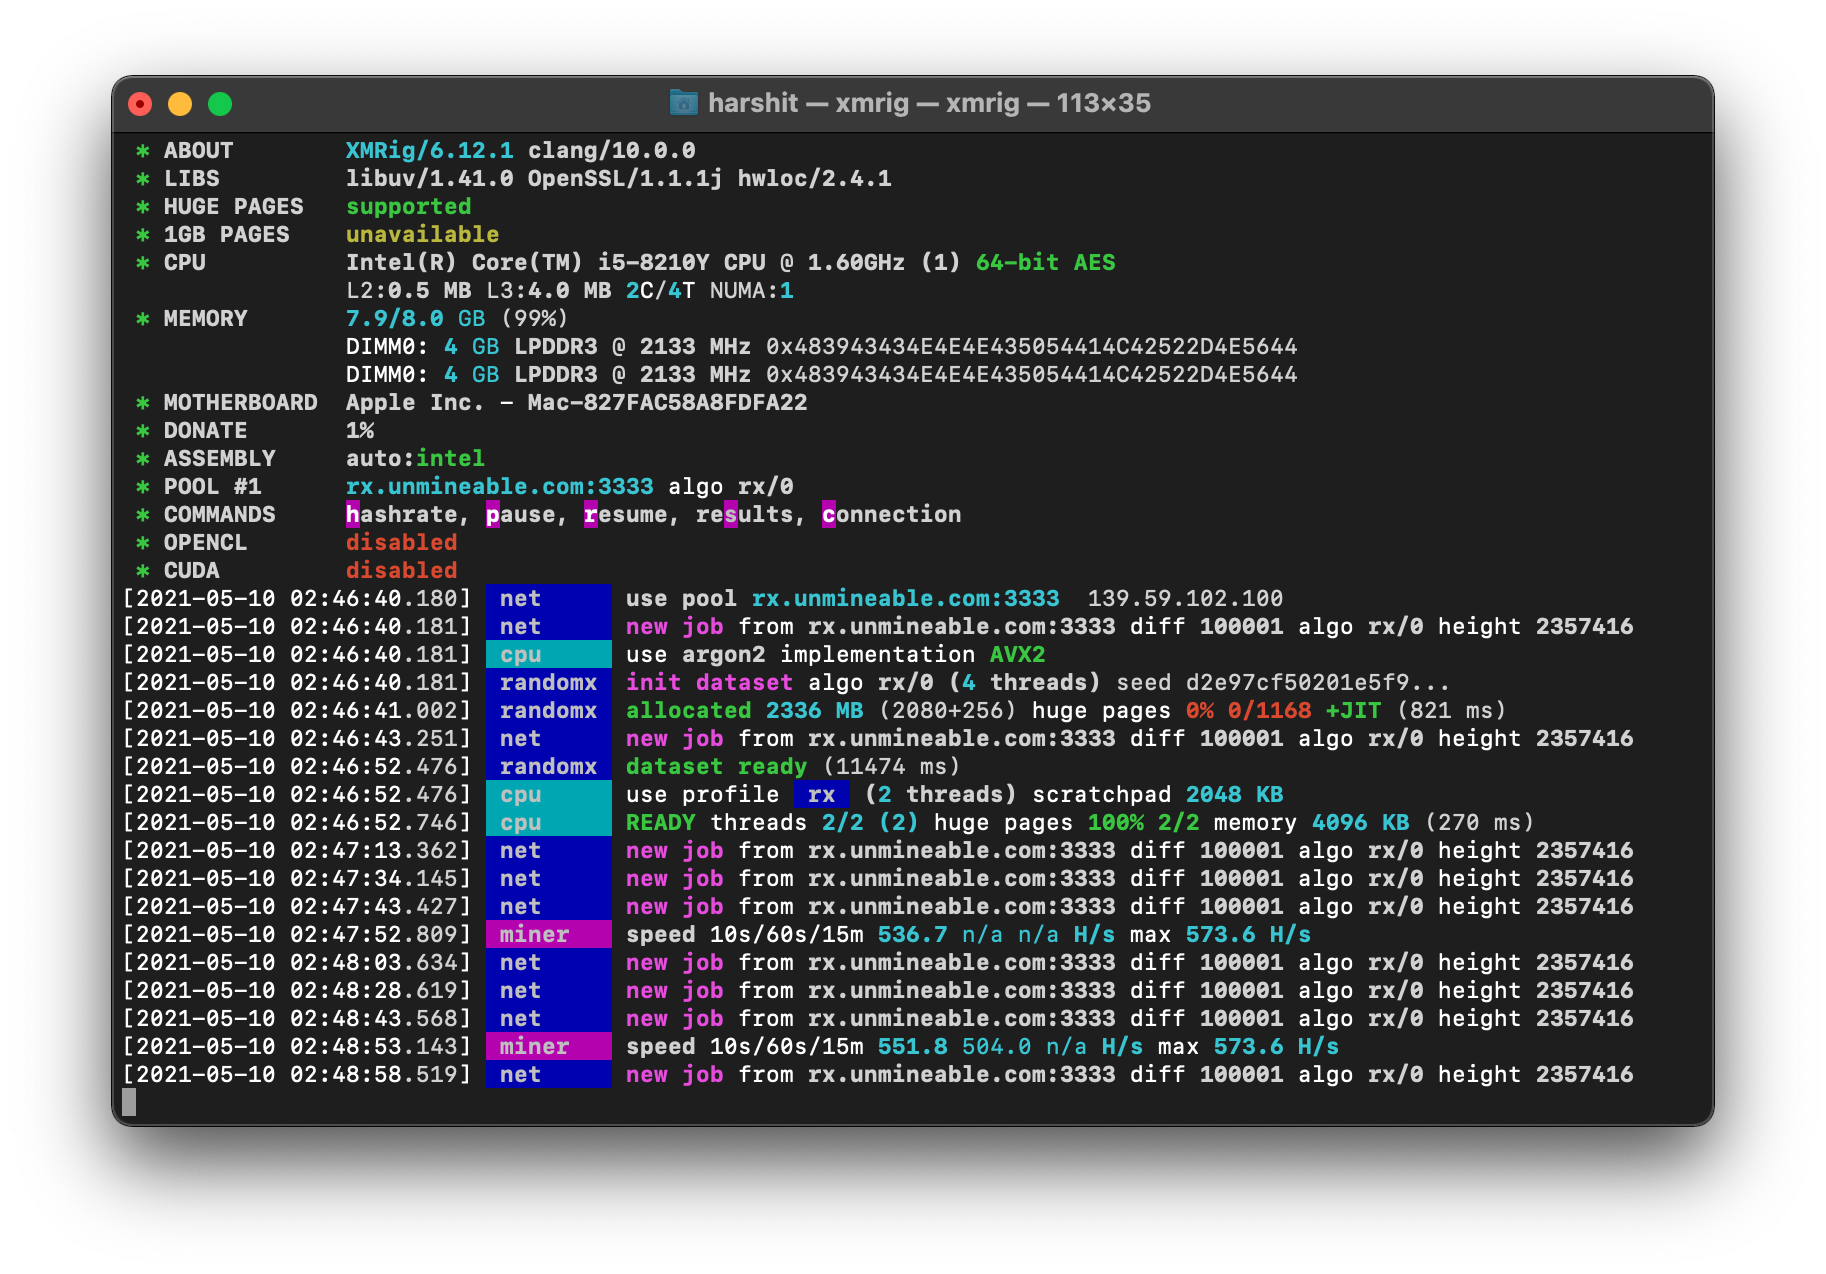 harshit — xmrig — xmrig — 113×35
* ABOUT XMRig/6.12.1 clang/10.0.0
* LIBS libuv/1.41.0 OpenSSL/1.1.1j hwloc/2.4.1
* HUGE PAGES supported
* 1GB PAGES unavailable
* CPU Intel(R) Core(TM) i5-8210Y CPU @ 1.60GHz (1) 64-bit AES
L2:0.5 MB L3:4.0 MB 2C/4T NUMA:1
* MEMORY 7.9/8.0 GB (99%)
DIMM0: 4 GB LPDDR3 @ 2133 MHz 0x483943434E4E4E435054414C42522D4E5644
DIMM0: 4 GB LPDDR3 @ 2133 MHz 0x483943434E4E4E435054414C42522D4E5644
* MOTHERBOARD Apple Inc. - Mac-827FAC58A8FDFA22
* DONATE 1%
* ASSEMBLY auto:intel
* POOL #1 rx.unmineable.com:3333 algo rx/0
* COMMANDS hashrate, pause, resume, results, connection
* OPENCL disabled
* CUDA disabled
[2021-05-10 02:46:40.180] net use pool rx.unmineable.com:3333 139.59.102.100
[2021-05-10 02:46:40.181] net new job from rx.unmineable.com:3333 diff 100001 algo rx/0 height 2357416
[2021-05-10 02:46:40.181] cpu use argon2 implementation AVX2
[2021-05-10 02:46:40.181] randomx init dataset algo rx/0 (4 threads) seed d2e97cf50201e5f9...
[2021-05-10 02:46:41.002] randomx allocated 2336 MB (2080+256) huge pages 0% 0/1168 +JIT (821 ms)
[2021-05-10 02:46:43.251] net new job from rx.unmineable.com:3333 diff 100001 algo rx/0 height 2357416
[2021-05-10 02:46:52.476] randomx dataset ready (11474 ms)
[2021-05-10 02:46:52.476] cpu use profile rx (2 threads) scratchpad 2048 KB
[2021-05-10 02:46:52.746] cpu READY threads 2/2 (2) huge pages 100% 2/2 memory 4096 KB (270 ms)
[2021-05-10 02:47:13.362] net new job from rx.unmineable.com:3333 diff 100001 algo rx/0 height 2357416
[2021-05-10 02:47:34.145] net new job from rx.unmineable.com:3333 diff 100001 algo rx/0 height 2357416
[2021-05-10 02:47:43.427] net new job from rx.unmineable.com:3333 diff 100001 algo rx/0 height 2357416
[2021-05-10 02:47:52.809] miner speed 10s/60s/15m 536.7 n/a n/a H/s max 573.6 H/s
[2021-05-10 02:48:03.634] net new job from rx.unmineable.com:3333 diff 100001 algo rx/0 height 2357416
[2021-05-10 02:48:28.619] net new job from rx.unmineable.com:3333 diff 100001 algo rx/0 height 2357416
[2021-05-10 02:48:43.568] net new job from rx.unmineable.com:3333 diff 100001 algo rx/0 height 2357416
[2021-05-10 02:48:53.143] miner speed 10s/60s/15m 551.8 504.0 n/a H/s max 573.6 H/s
[2021-05-10 02:48:58.519] net new job from rx.unmineable.com:3333 diff 100001 algo rx/0 height 2357416